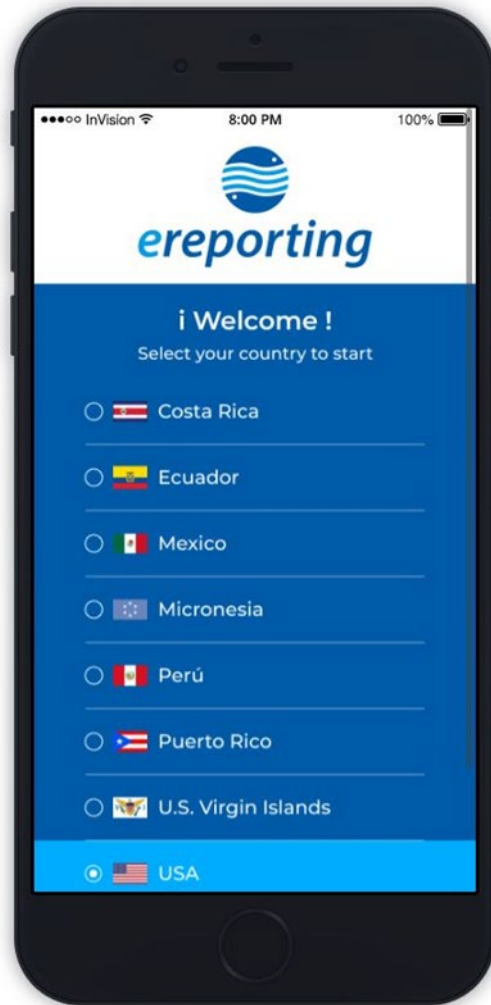 ●●●○○ InVision 8:00 PM 100%
ereporting
¡ Welcome !
Select your country to start
Costa Rica
Ecuador
Mexico
Micronesia
Perú
Puerto Rico
U.S. Virgin Islands
USA